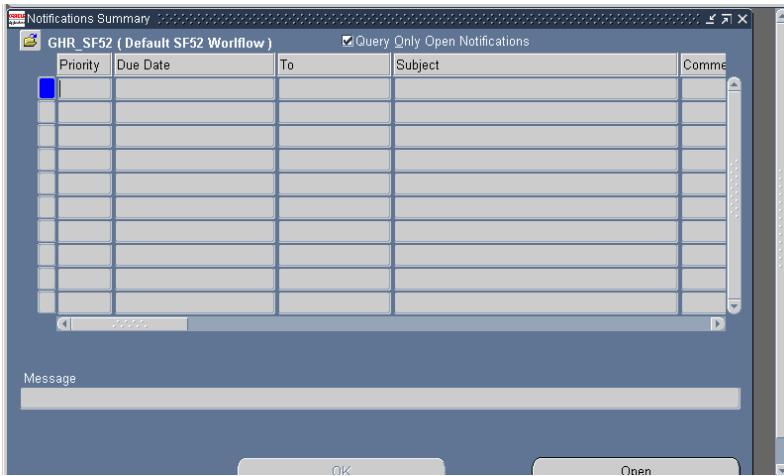 ORACLE Notifications Summary
GHR_SF52 ( Default SF52 Worlflow )
Query Only Open Notifications
Priority Due Date To Subject Comme
Message
OK Open